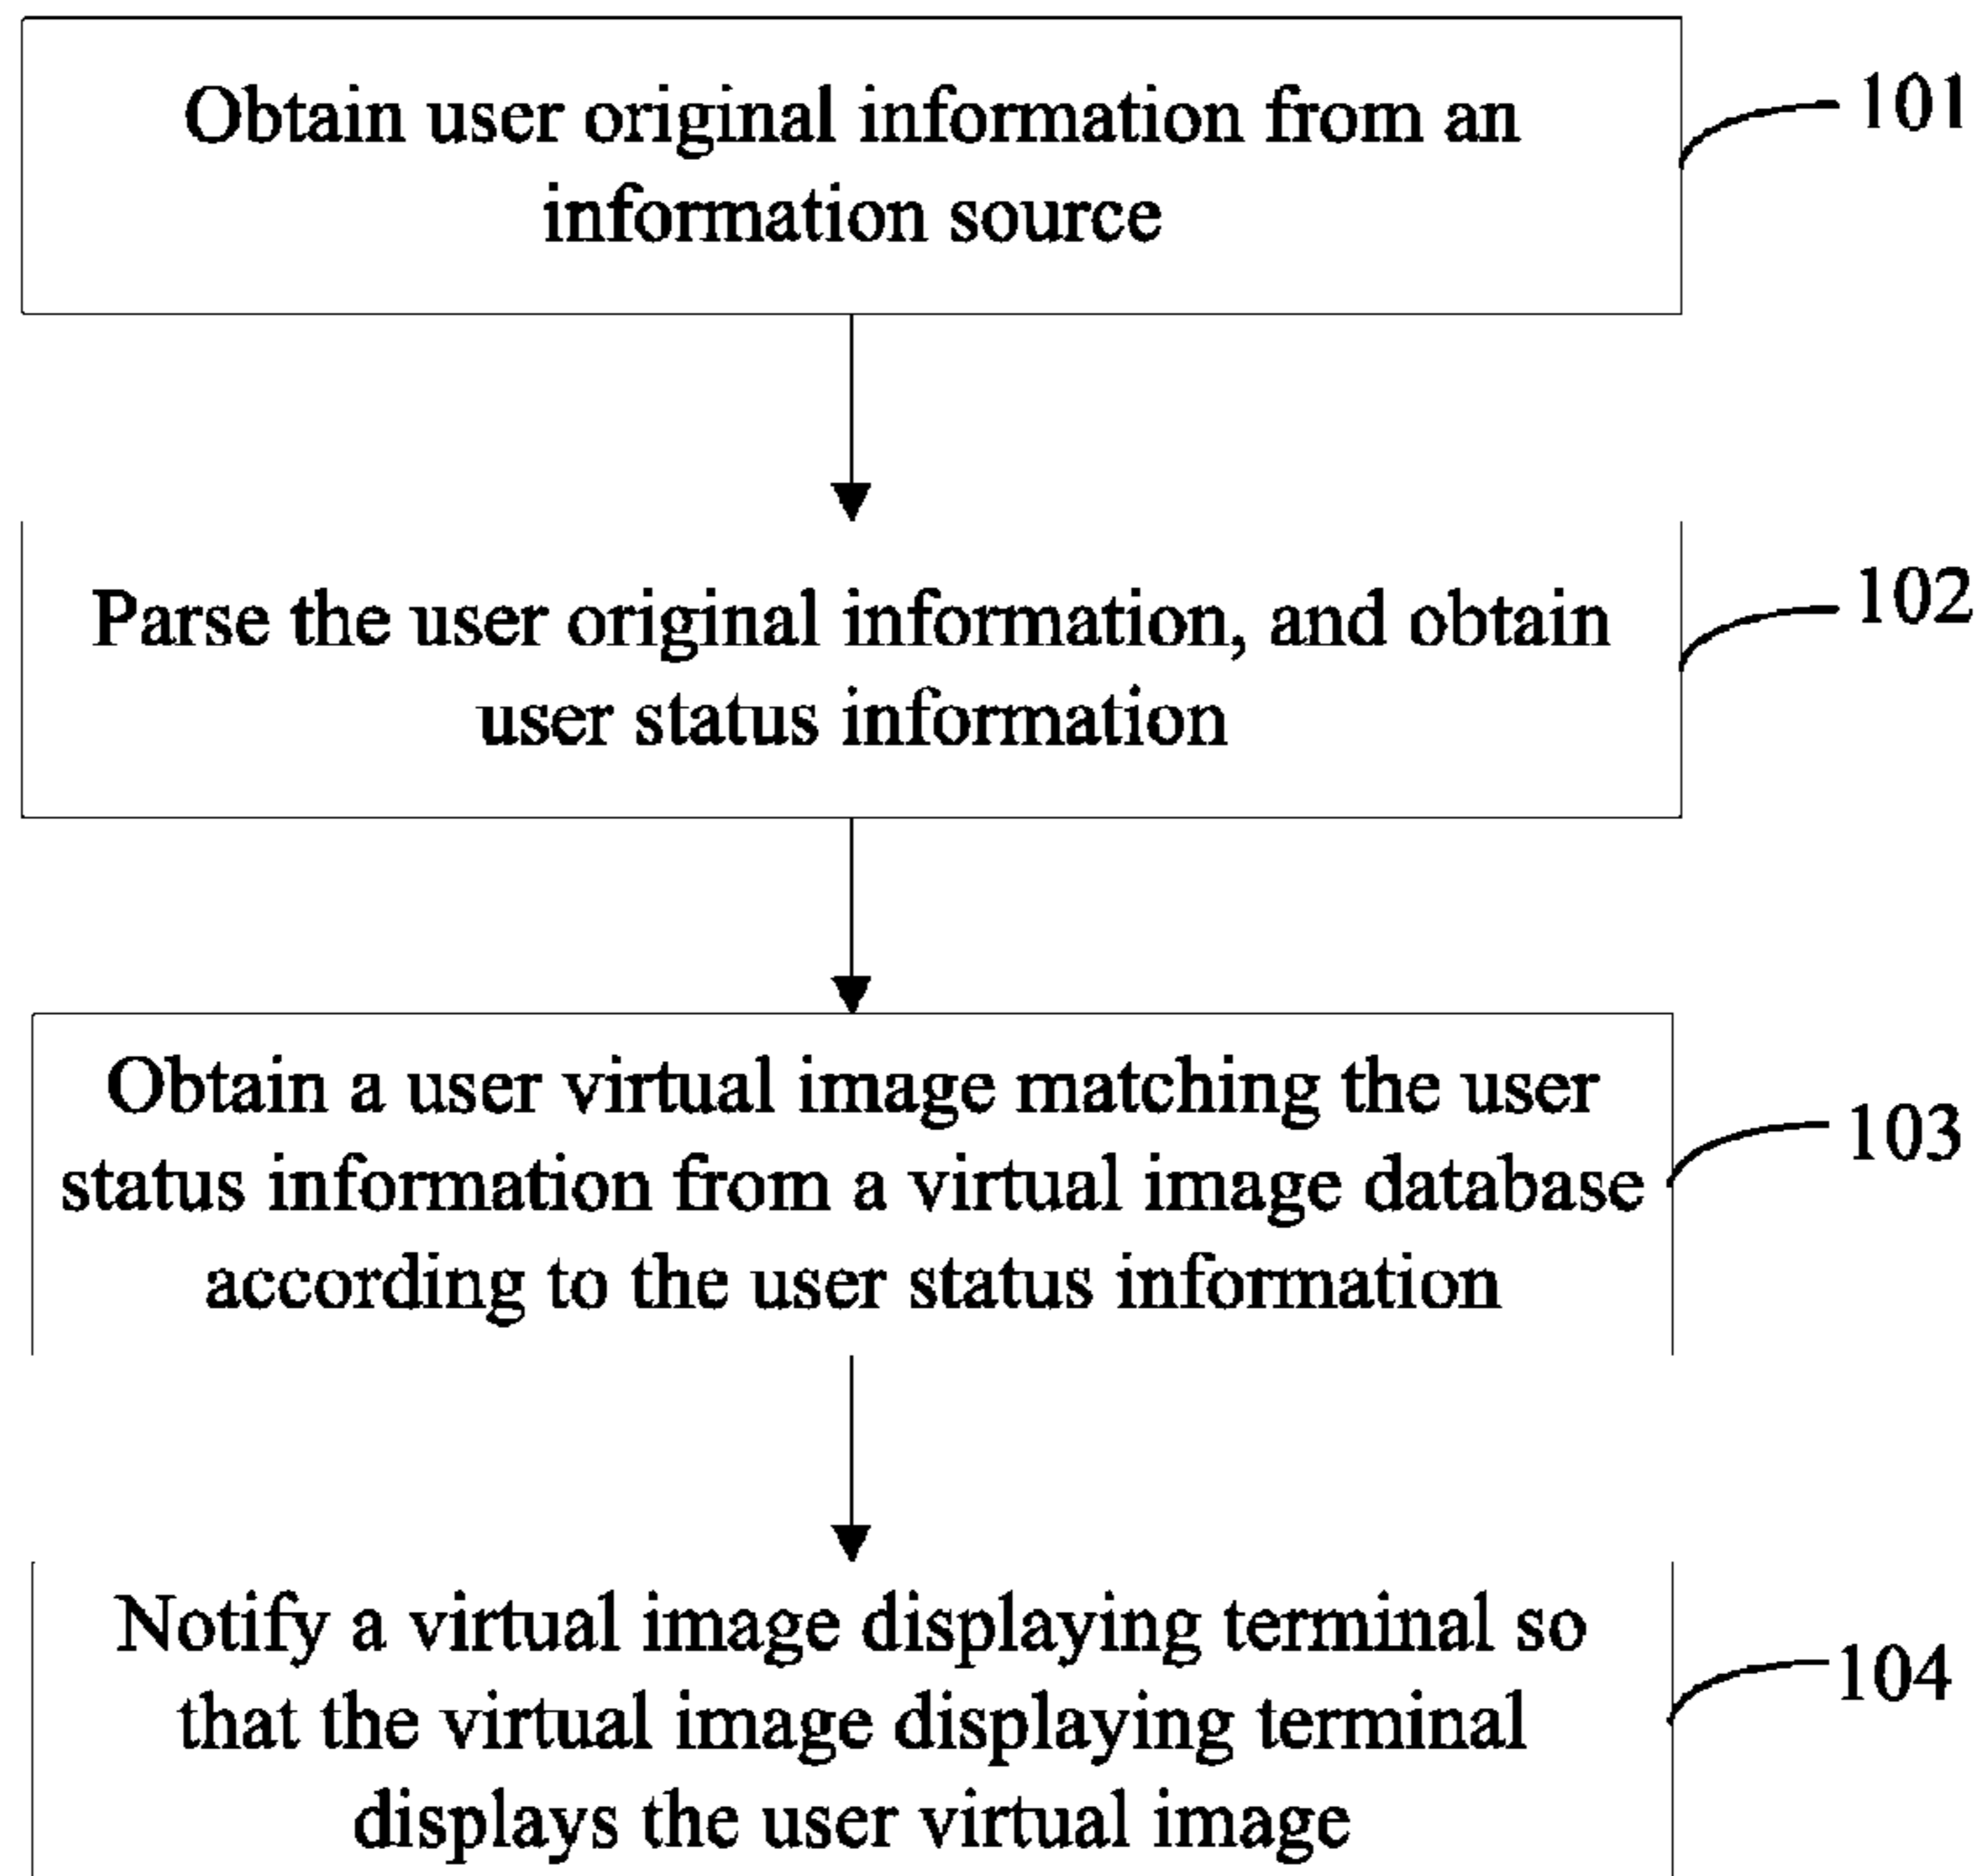 Obtain user original information from an
information source
101
Parse the user original information, and obtain
user status information
102
Obtain a user virtual image matching the user
status information from a virtual image database
according to the user status information
103
Notify a virtual image displaying terminal so
that the virtual image displaying terminal
displays the user virtual image
104